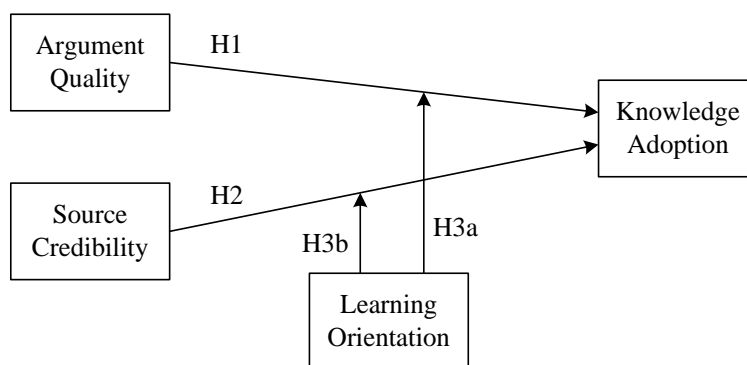 Argument
Quality
H1
Knowledge
Adoption
Source
Credibility
H2
H3b
H3a
Learning
Orientation